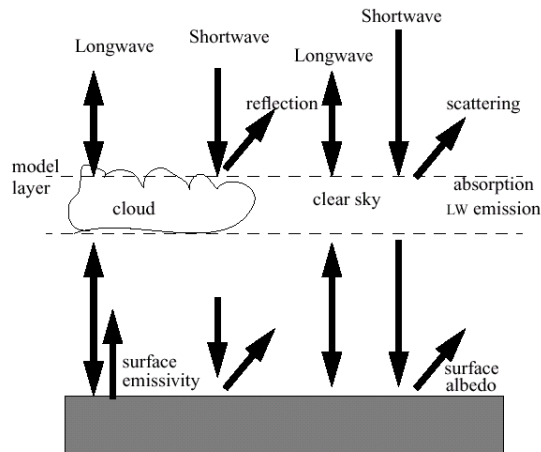 Longwave
Shortwave
Longwave
Shortwave
reflection
scattering
model
layer
cloud
clear sky
absorption
LW emission
surface
emissivity
surface
albedo